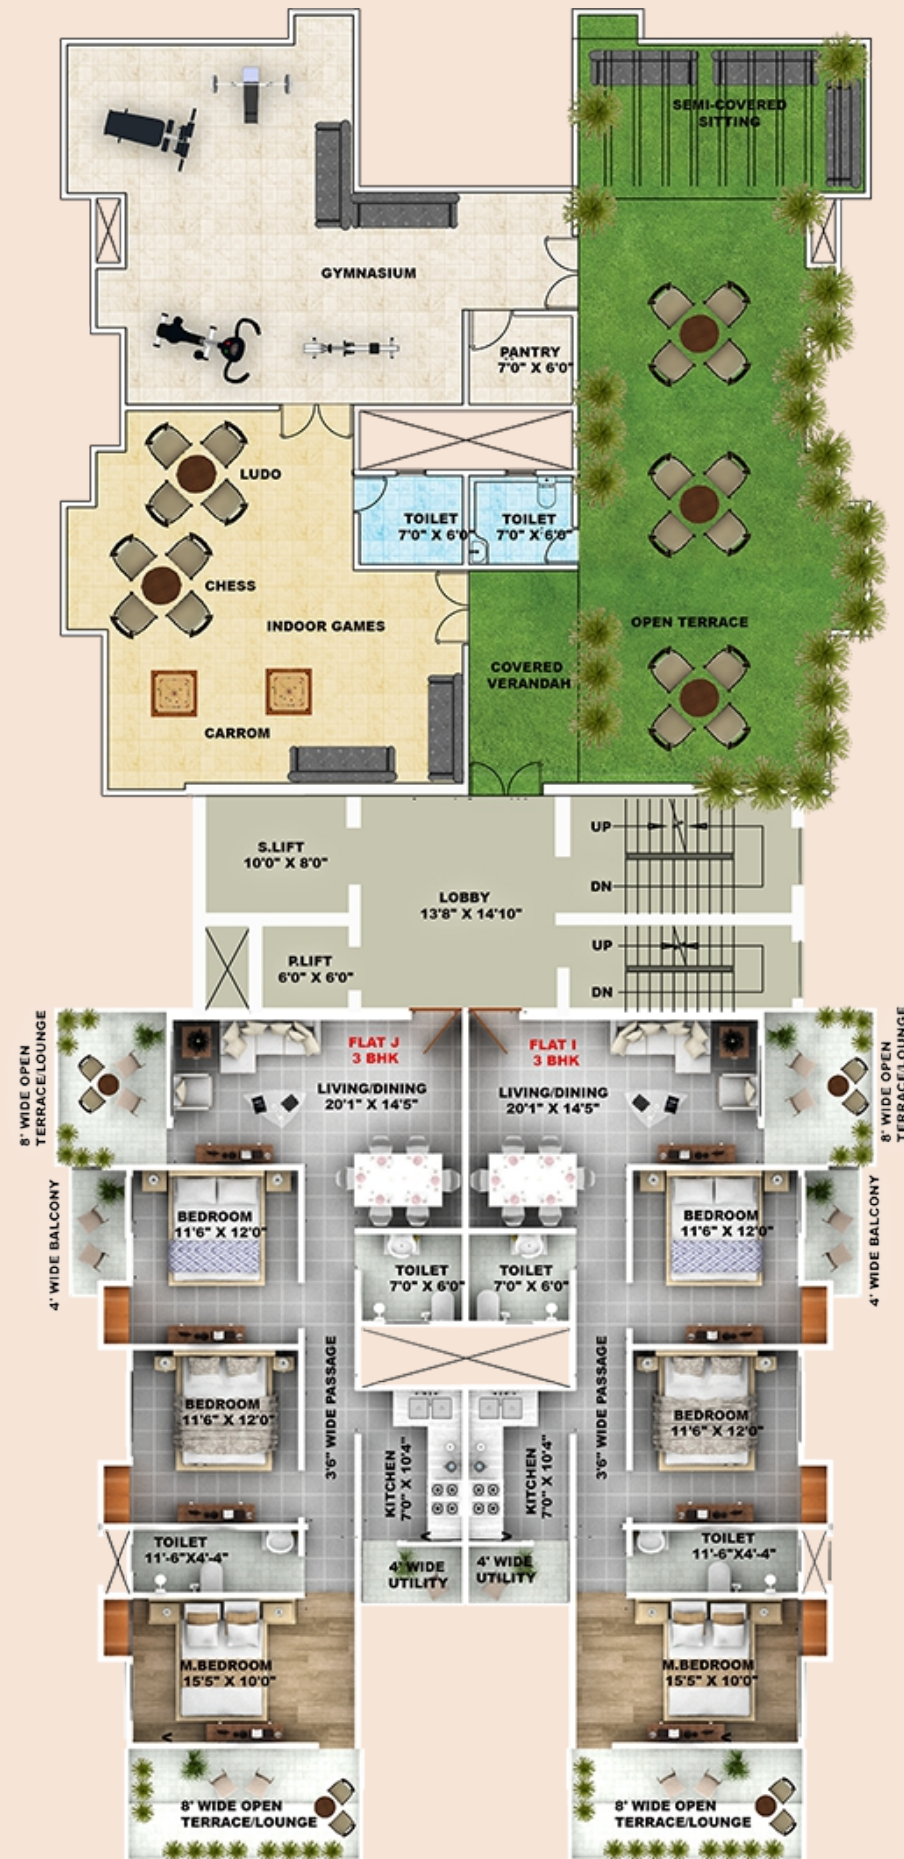 SEMI-COVERED
SITTING
GYMNASIUM
PANTRY
7'0" X 6'0"
LUDO
TOILET
7'0" X 6'0"
TOILET
7'0" X 6'0"
CHESS
INDOOR GAMES
OPEN TERRACE
COVERED
VERANDAH
CARROM
S.LIFT
10'0" X 8'0"
UP
DN
LOBBY
13'8" X 14'10"
P.LIFT
6'0" X 6'0"
UP
DN
8' WIDE OPEN
TERRACE/LOUNGE
FLAT J
3 BHK
FLAT I
3 BHK
8' WIDE OPEN
TERRACE/LOUNGE
LIVING/DINING
20'1" X 14'5"
LIVING/DINING
20'1" X 14'5"
4' WIDE BALCONY
BEDROOM
11'6" X 12'0"
BEDROOM
11'6" X 12'0"
4' WIDE BALCONY
TOILET
7'0" X 6'0"
TOILET
7'0" X 6'0"
3'6" WIDE PASSAGE
3'6" WIDE PASSAGE
BEDROOM
11'6" X 12'0"
BEDROOM
11'6" X 12'0"
KITCHEN
7'0" X 10'4"
KITCHEN
7'0" X 10'4"
TOILET
11'-6"X4'-4"
4' WIDE
UTILITY
4' WIDE
UTILITY
TOILET
11'-6"X4'-4"
M.BEDROOM
15'5" X 10'0"
M.BEDROOM
15'5" X 10'0"
8' WIDE OPEN
TERRACE/LOUNGE
8' WIDE OPEN
TERRACE/LOUNGE